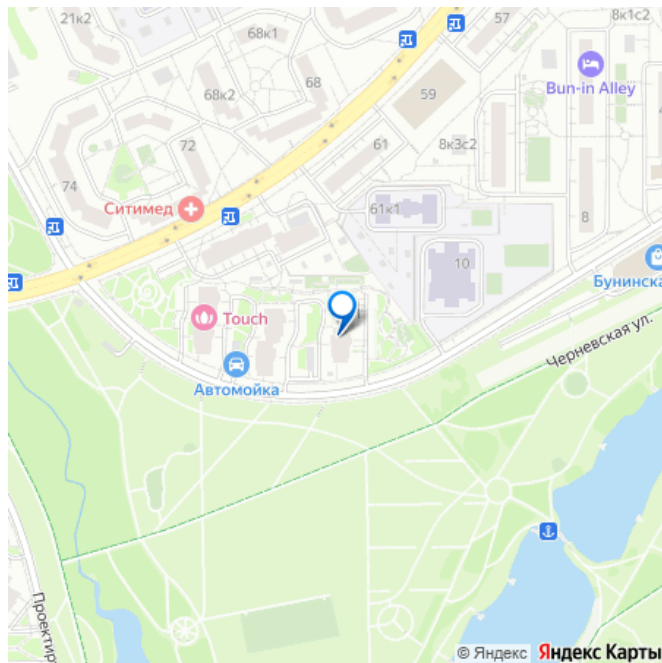 21к2
68к1
57
8к1с2
Bun-in Alley
68
68к2
59
72
61
8к3с2
74
Ситимед
61к1
8
10
Бунинска
Touch
Черневская ул.
Автомойка
Проектир
© Яндекс Яндекс Карты